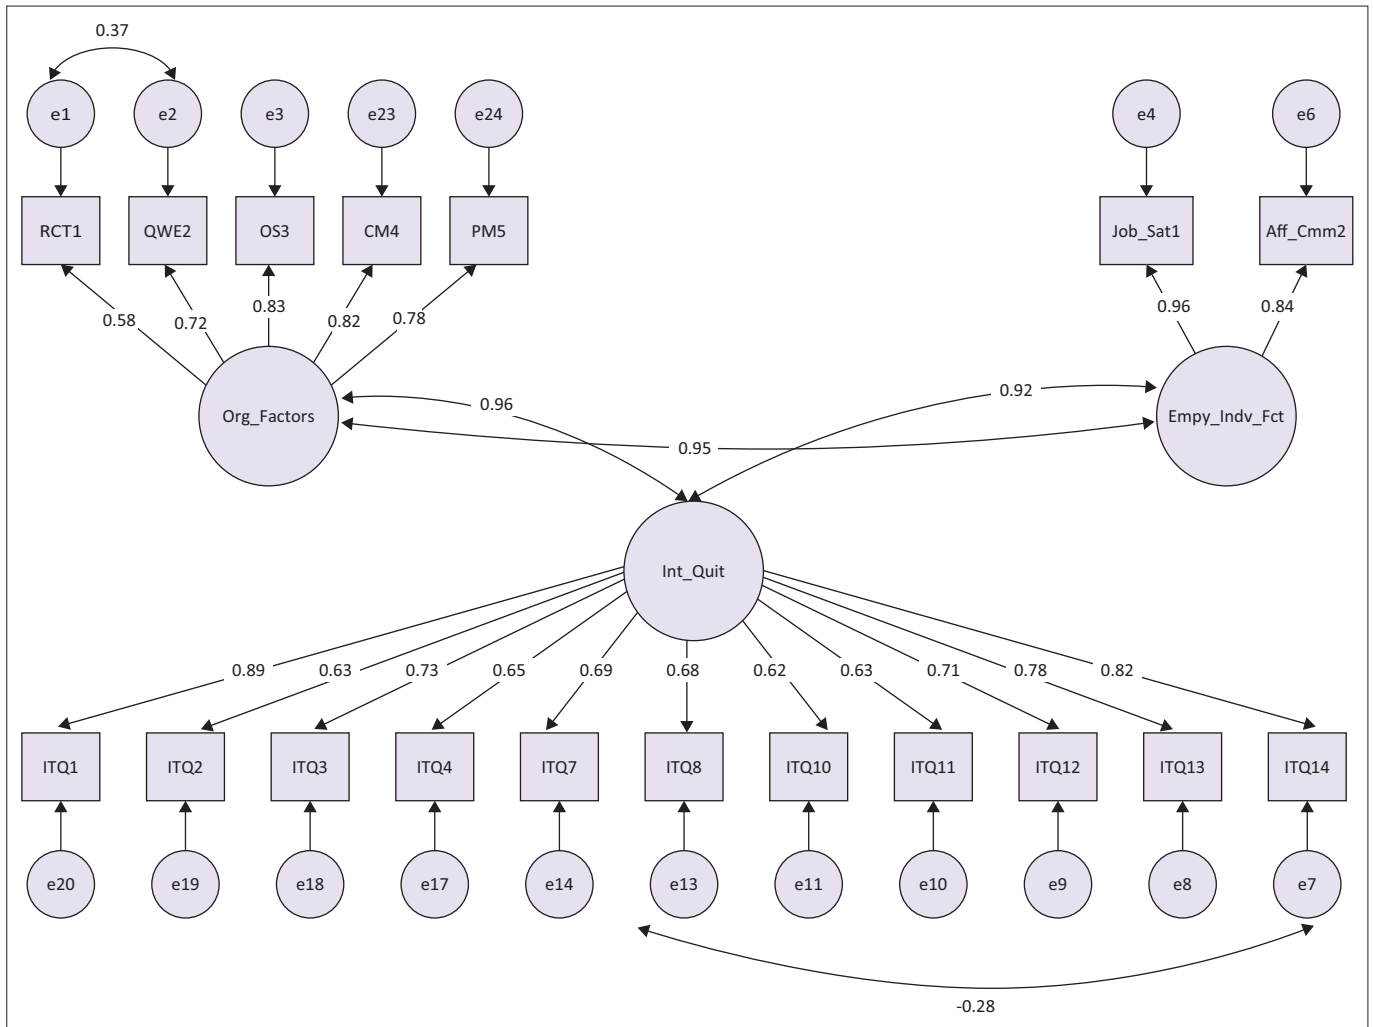 0.37
e1 e2 e3 e23 e24 e4 e6
RCT1 QWE2 OS3 CM4 PM5 Job_Sat1 Aff_Cmm2
0.58 0.72 0.83 0.82 0.78 0.96 0.84
Org_Factors Empy_Indv_Fct
0.96 0.92
0.95
Int_Quit
0.89 0.63 0.73 0.65 0.69 0.68 0.62 0.63 0.71 0.78 0.82
ITQ1 ITQ2 ITQ3 ITQ4 ITQ7 ITQ8 ITQ10 ITQ11 ITQ12 ITQ13 ITQ14
e20 e19 e18 e17 e14 e13 e11 e10 e9 e8 e7
-0.28